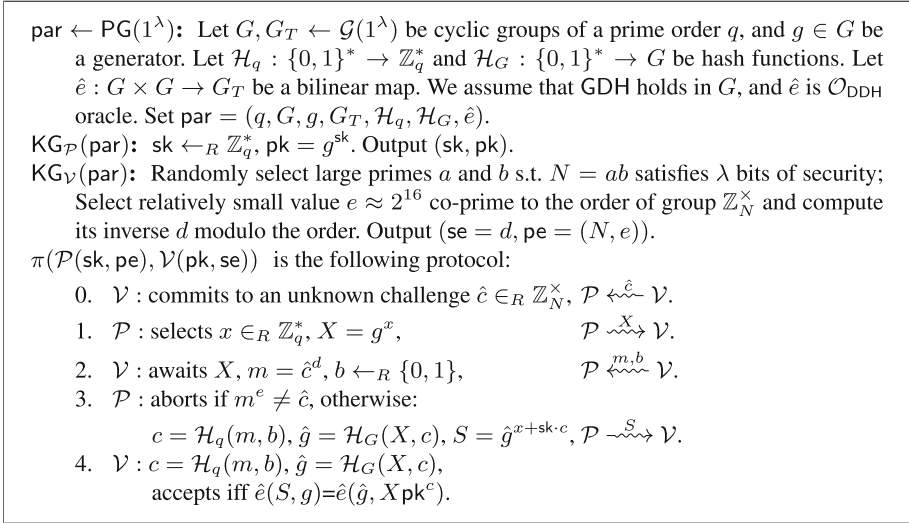 par ← PG(1^λ): Let G, G_T ← 𝒢(1^λ) be cyclic groups of a prime order q, and g ∈ G be
a generator. Let ℋ_q : {0, 1}^* → ℤ_q^* and ℋ_G : {0, 1}^* → G be hash functions. Let
ê : G × G → G_T be a bilinear map. We assume that GDH holds in G, and ê is 𝒪_DDH
oracle. Set par = (q, G, g, G_T, ℋ_q, ℋ_G, ê).
KG_𝒫(par): sk ←_R ℤ_q^*, pk = g^sk. Output (sk, pk).
KG_𝒱(par): Randomly select large primes a and b s.t. N = ab satisfies λ bits of security;
Select relatively small value e ≈ 2^16 co-prime to the order of group ℤ_N^× and compute
its inverse d modulo the order. Output (se = d, pe = (N, e)).
π(𝒫(sk, pe), 𝒱(pk, se)) is the following protocol:
0. 𝒱 : commits to an unknown challenge ĉ ∈_R ℤ_N^×, 𝒫 ⇜^ĉ 𝒱.
1. 𝒫 : selects x ∈_R ℤ_q^*, X = g^x, 𝒫 ⇝^X 𝒱.
2. 𝒱 : awaits X, m = ĉ^d, b ←_R {0, 1}, 𝒫 ⇜^{m,b} 𝒱.
3. 𝒫 : aborts if m^e ≠ ĉ, otherwise:
c = ℋ_q(m, b), ĝ = ℋ_G(X, c), S = ĝ^{x+sk·c}, 𝒫 ⇝^S 𝒱.
4. 𝒱 : c = ℋ_q(m, b), ĝ = ℋ_G(X, c),
accepts iff ê(S, g)=ê(ĝ, Xpk^c).